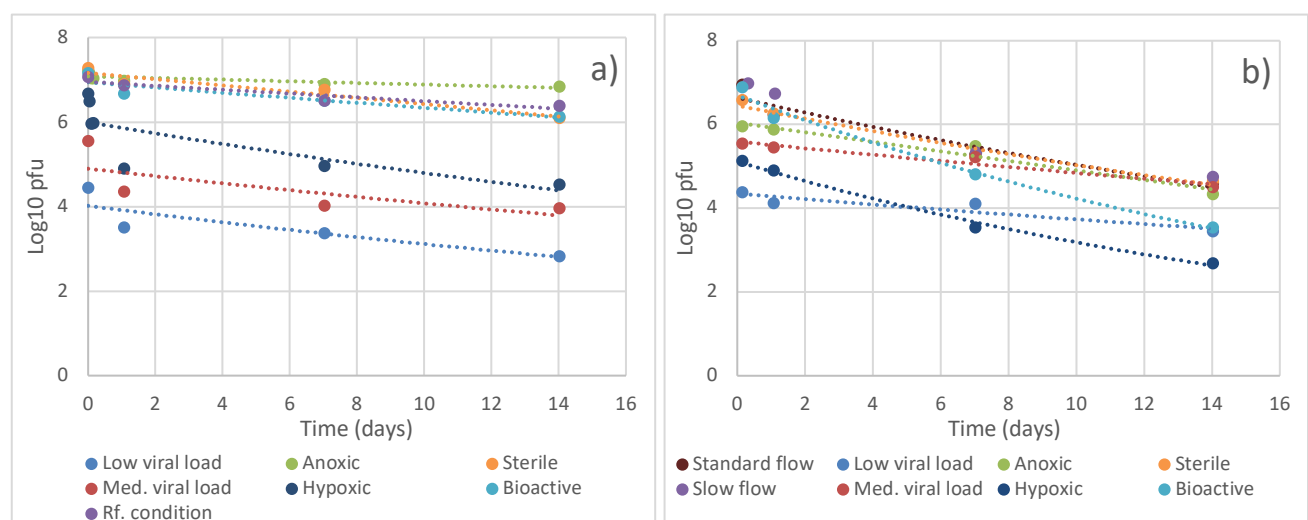 a)
8
6
4
2
0
Log10 pfu
0 2 4 6 8 10 12 14 16
Time (days)
Low viral load Anoxic Sterile
Med. viral load Hypoxic Bioactive
Rf. condition
b)
8
6
4
2
0
Log10 pfu
0 2 4 6 8 10 12 14 16
Time (days)
Standard flow Low viral load Anoxic Sterile
Slow flow Med. viral load Hypoxic Bioactive